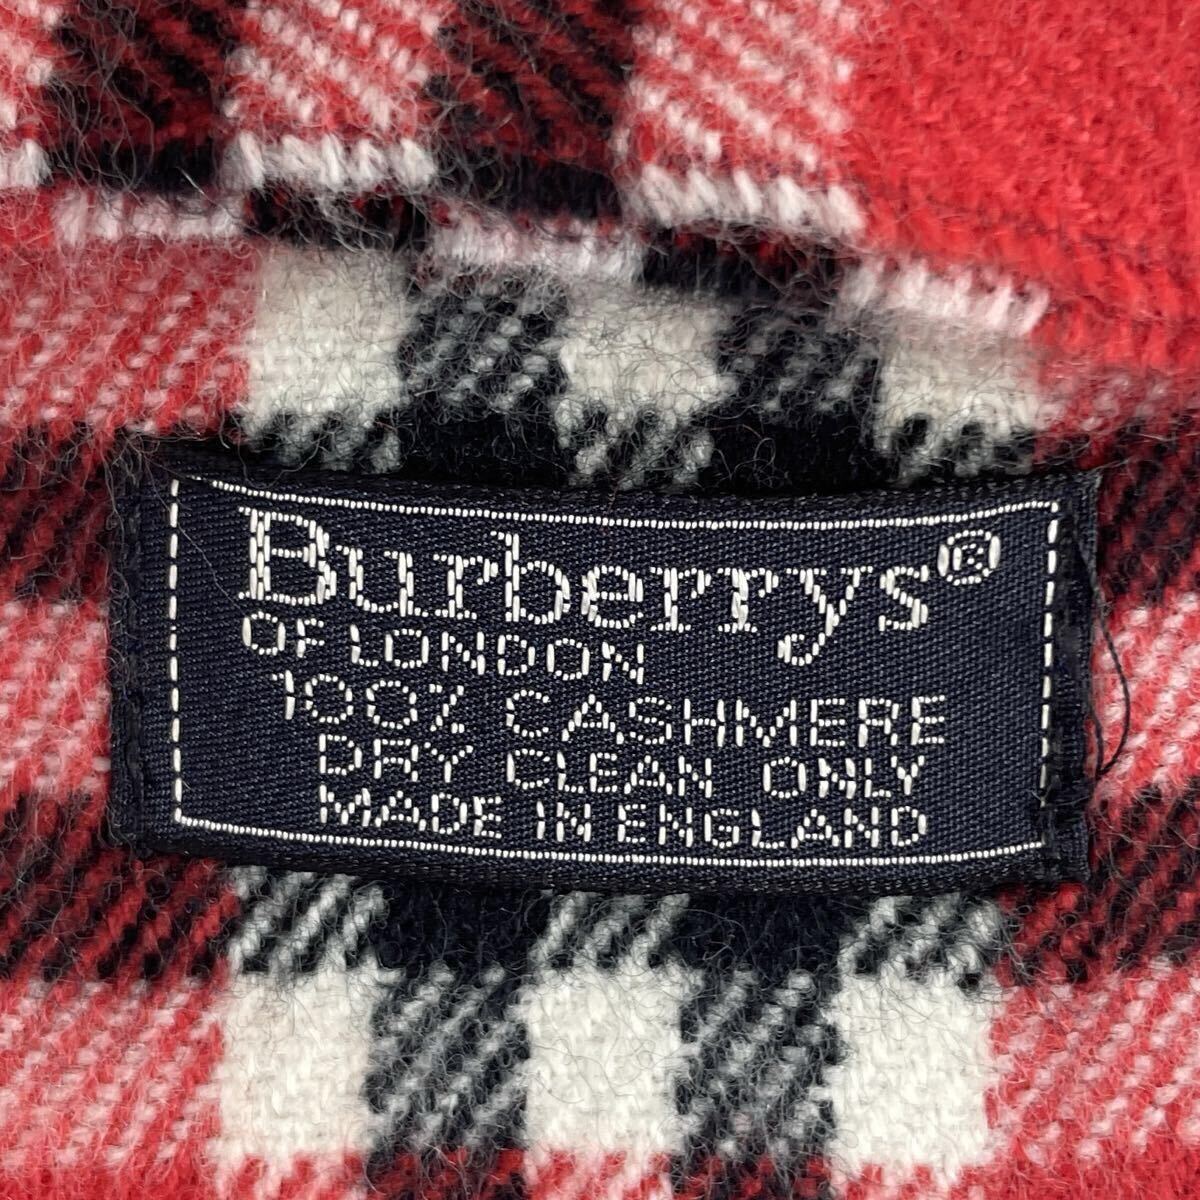 Burberrys®
OF LONDON
100% CASHMERE
DRY CLEAN ONLY
MADE IN ENGLAND